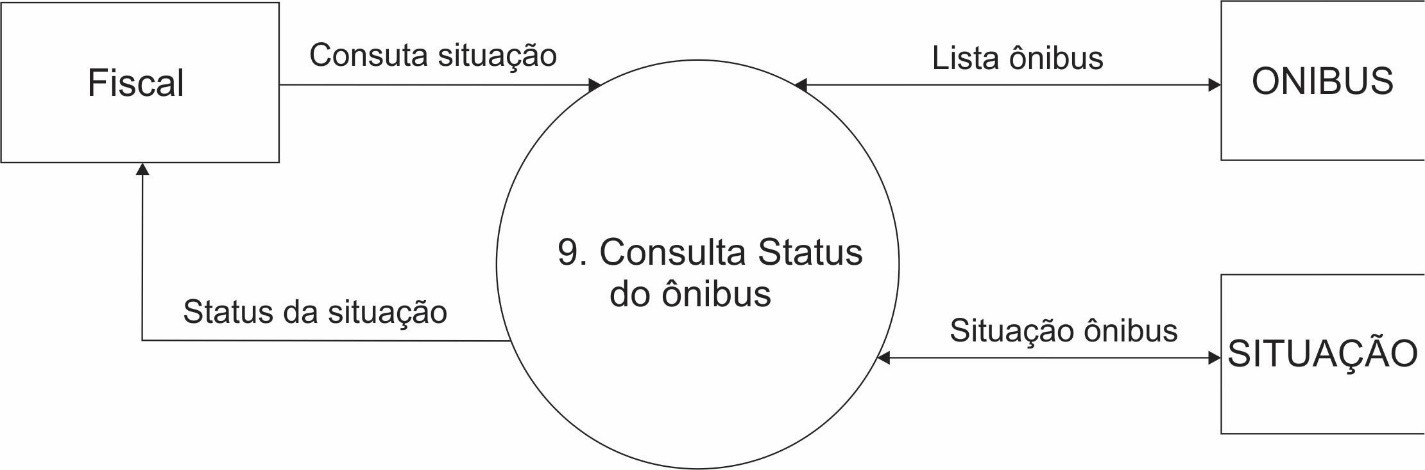 Fiscal
Consuta situação
Lista ônibus
ONIBUS
9. Consulta Status
do ônibus
Status da situação
Situação ônibus
SITUAÇÃO